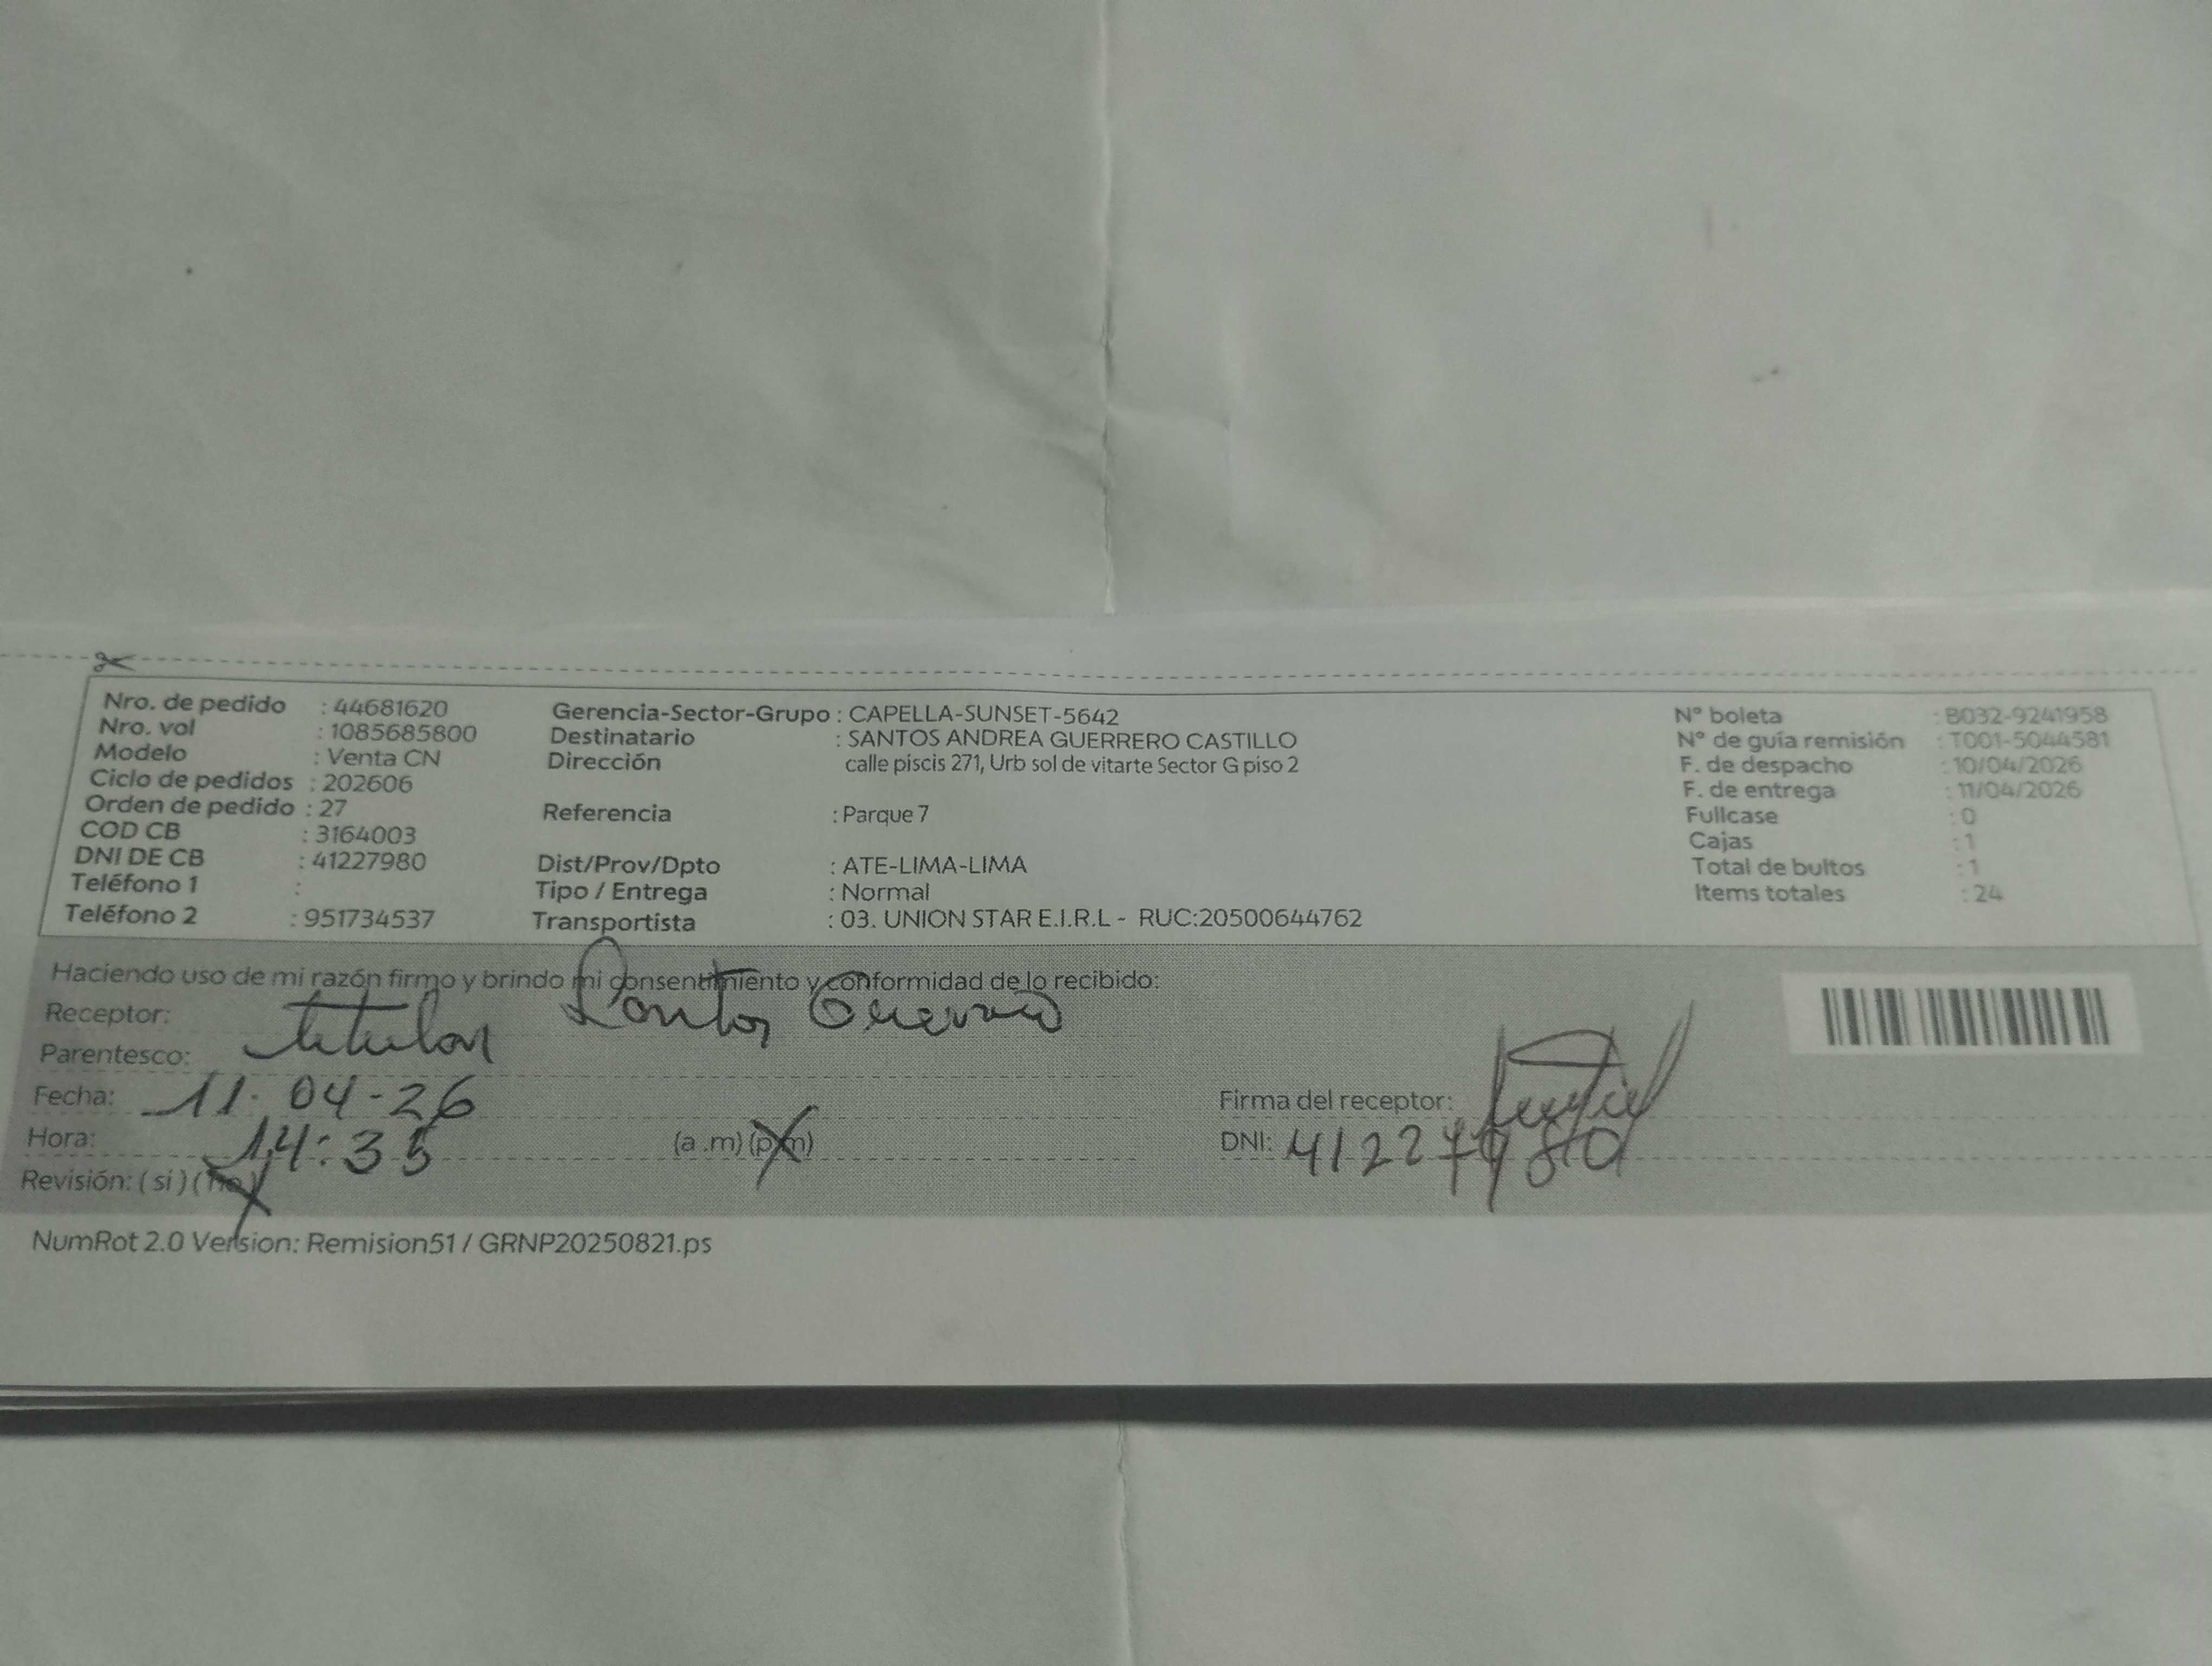 Nro. de pedido : 44681620
Nro. vol : 1085685800
Modelo : Venta CN
Ciclo de pedidos : 202606
Orden de pedido : 27
COD CB : 3164003
DNI DE CB : 41227980
Teléfono 1 :
Teléfono 2 : 951734537
Gerencia-Sector-Grupo : CAPELLA-SUNSET-5642
Destinatario : SANTOS ANDREA GUERRERO CASTILLO
Dirección calle piscis 271, Urb sol de vitarte Sector G piso 2
Referencia : Parque 7
Dist/Prov/Dpto : ATE-LIMA-LIMA
Tipo / Entrega : Normal
Transportista : 03. UNION STAR E.I.R.L - RUC:20500644762
N° boleta : B032-9241958
N° de guía remisión : T001-5044581
F. de despacho : 10/04/2026
F. de entrega : 11/04/2026
Fullcase : 0
Cajas : 1
Total de bultos : 1
Items totales : 24
Haciendo uso de mi razón firmo y brindo mi consentimiento y conformidad de lo recibido:
Receptor: Santos Guerrero
Parentesco: titular
Fecha: 11.04-26
Hora: 14:35 (a.m) (p.m)
Revisión: ( si ) ( no )
Firma del receptor:
DNI: 41227980
NumRot 2.0 Version: Remision51 / GRNP20250821.ps